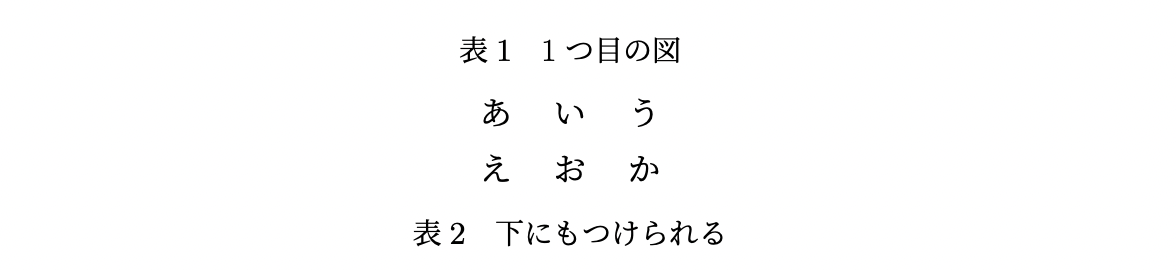 表 1　1 つ目の図
あ　い　う
え　お　か
表 2　下にもつけられる